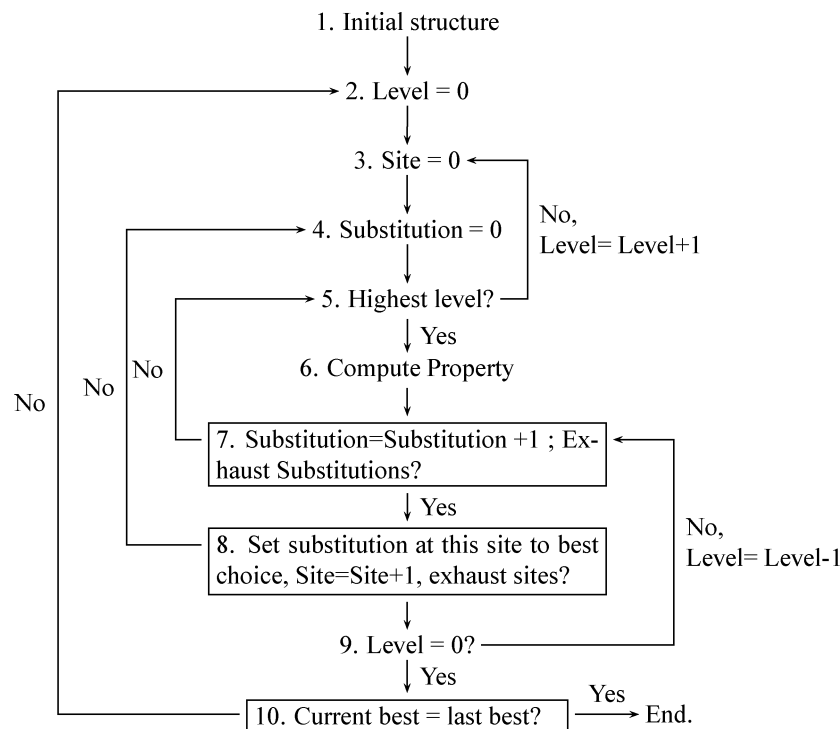 1. Initial structure
2. Level = 0
3. Site = 0
No,
Level= Level+1
4. Substitution = 0
5. Highest level?
Yes
6. Compute Property
No
No
No
7. Substitution=Substitution +1 ; Ex-
haust Substitutions?
Yes
No,
Level= Level-1
8. Set substitution at this site to best
choice, Site=Site+1, exhaust sites?
9. Level = 0?
Yes
10. Current best = last best?
Yes
End.